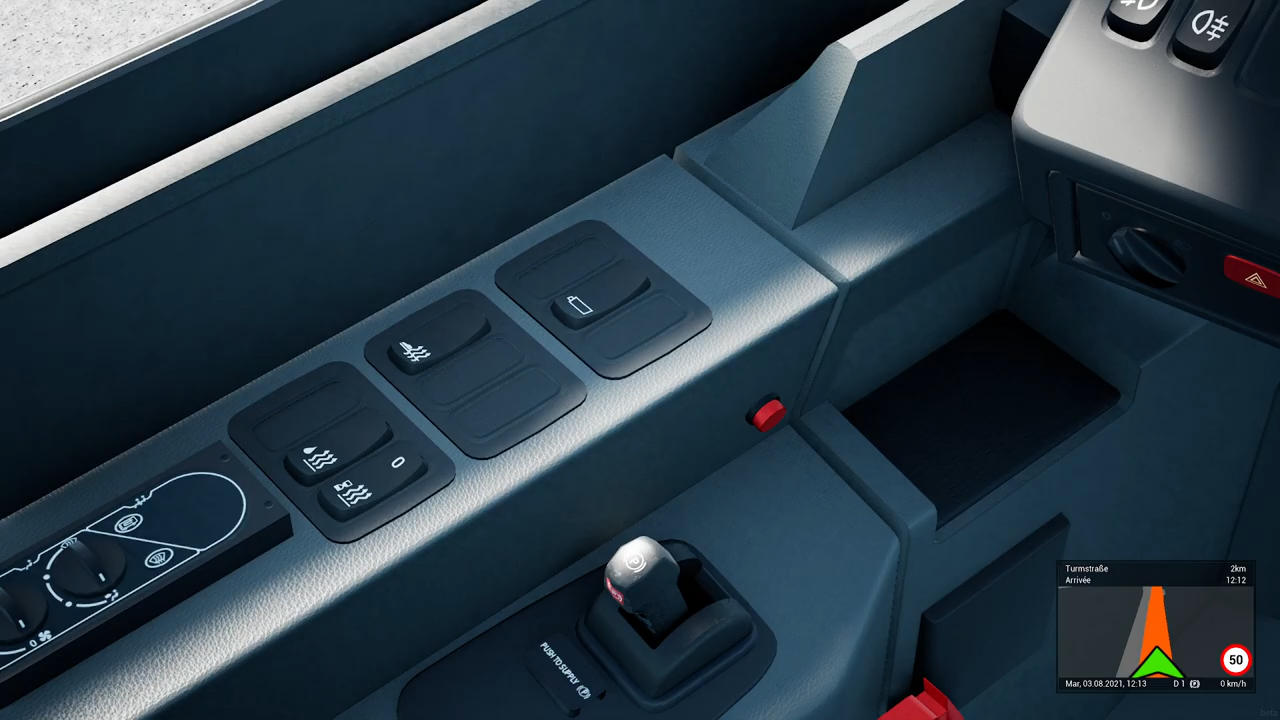 0
0
PUSH TO SUPPLY
Turmstraße 2km
Arrivée 12:12
50
Mar, 03.08.2021, 12:13 D 1 (P) 0 km/h